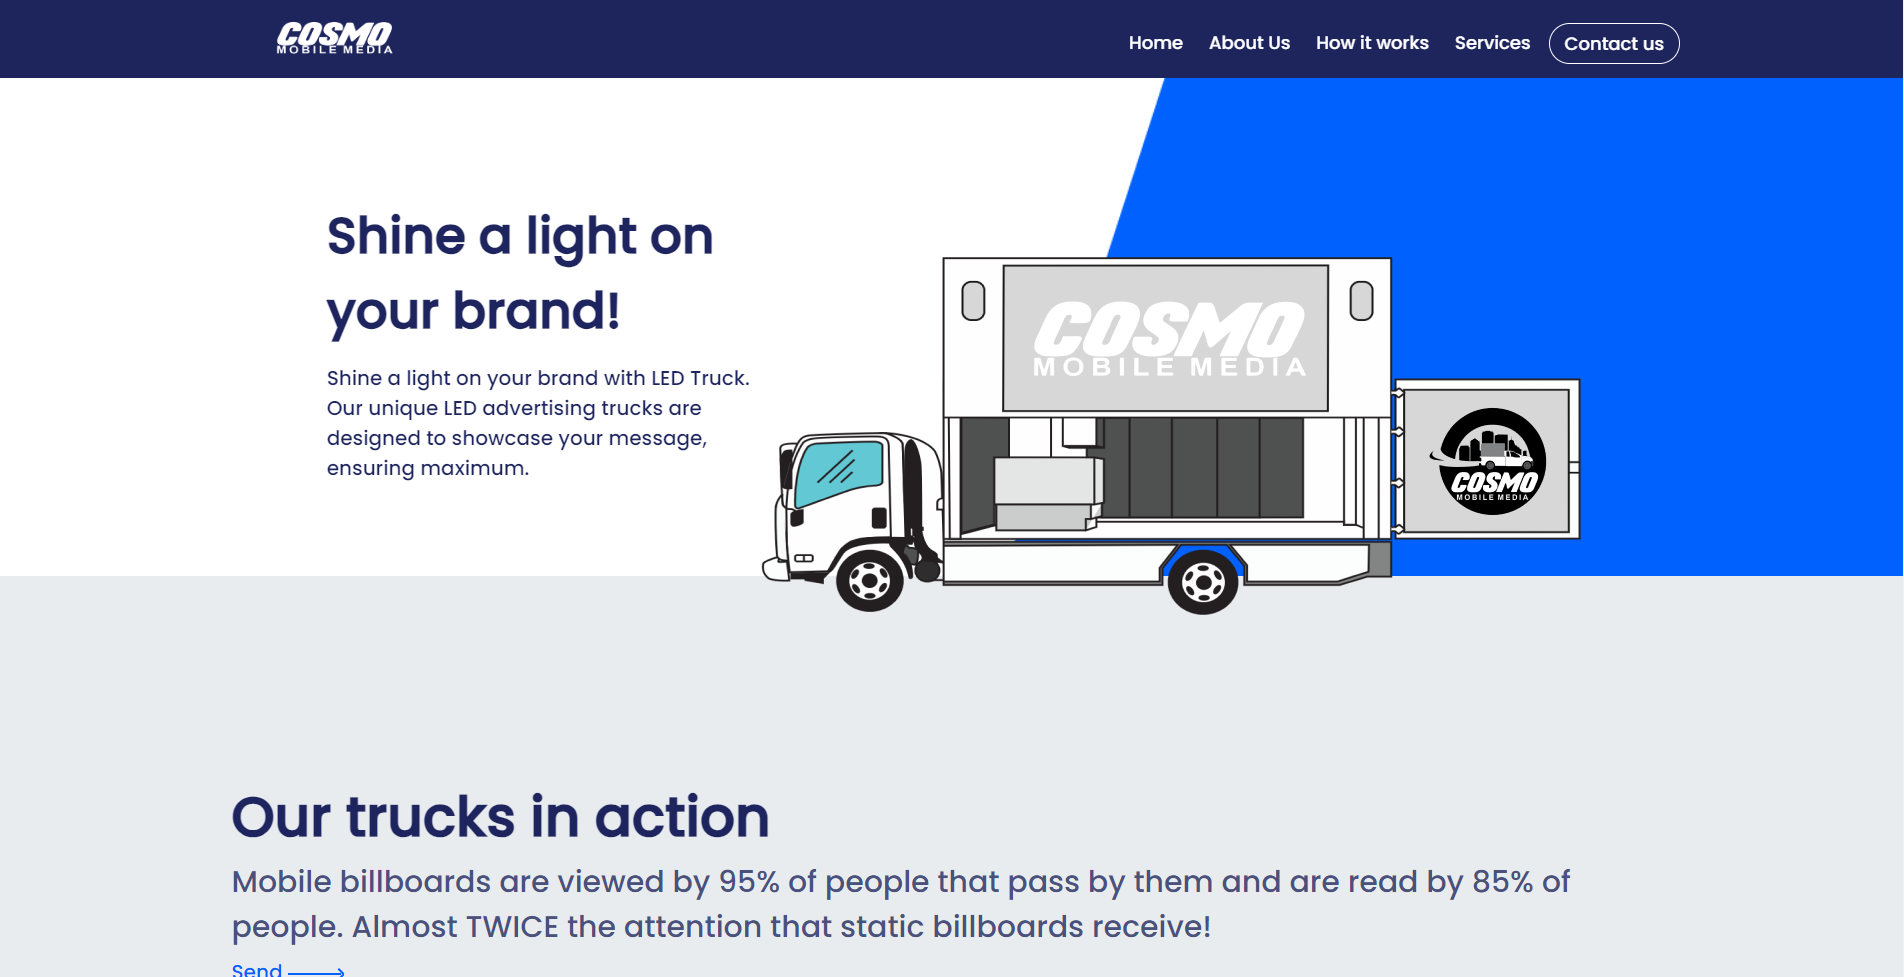 COSMO
MOBILE MEDIA
Home
About Us
How it works
Services
Contact us
Shine a light on
your brand!
Shine a light on your brand with LED Truck.
Our unique LED advertising trucks are
designed to showcase your message,
ensuring maximum.
COSMO
MOBILE MEDIA
COSMO
MOBILE MEDIA
Our trucks in action
Mobile billboards are viewed by 95% of people that pass by them and are read by 85% of
people. Almost TWICE the attention that static billboards receive!
Send